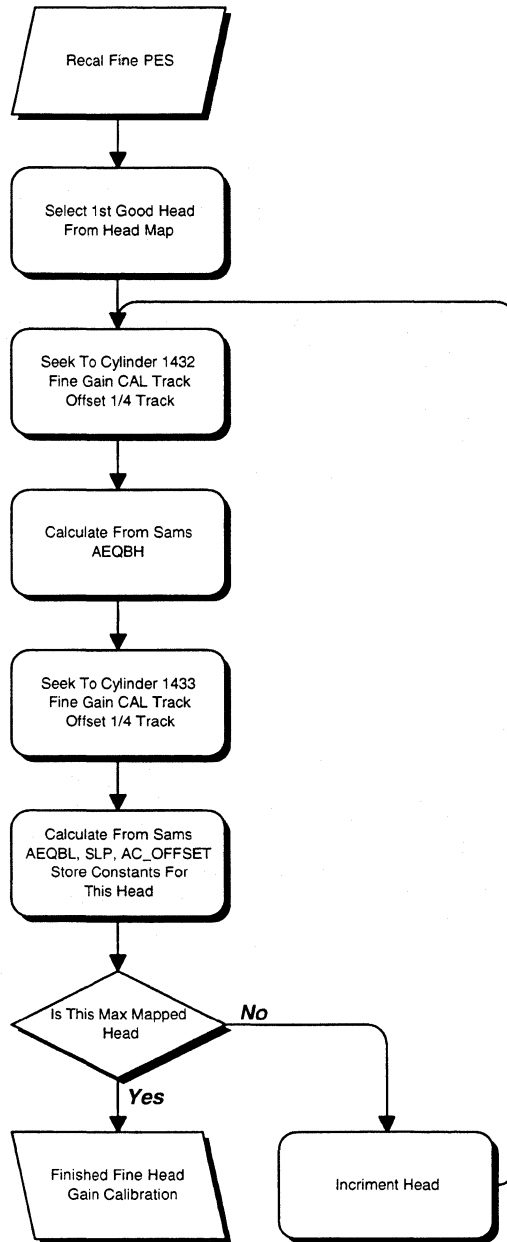 Recal Fine PES
Select 1st Good Head
From Head Map
Seek To Cylinder 1432
Fine Gain CAL Track
Offset 1/4 Track
Calculate From Sams
AEQBH
Seek To Cylinder 1433
Fine Gain CAL Track
Offset 1/4 Track
Calculate From Sams
AEQBL, SLP, AC_OFFSET
Store Constants For
This Head
Is This Max Mapped
Head
No
Yes
Finished Fine Head
Gain Calibration
Incriment Head